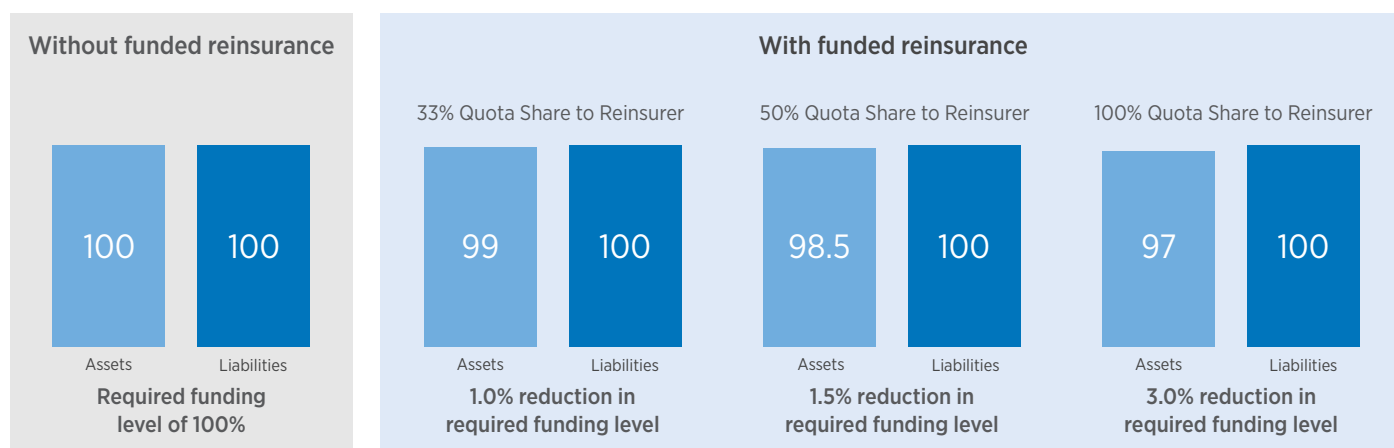 Without funded reinsurance
100
100
Assets
Liabilities
Required funding
level of 100%
With funded reinsurance
33% Quota Share to Reinsurer
99
100
Assets
Liabilities
1.0% reduction in
required funding level
50% Quota Share to Reinsurer
98.5
100
Assets
Liabilities
1.5% reduction in
required funding level
100% Quota Share to Reinsurer
97
100
Assets
Liabilities
3.0% reduction in
required funding level